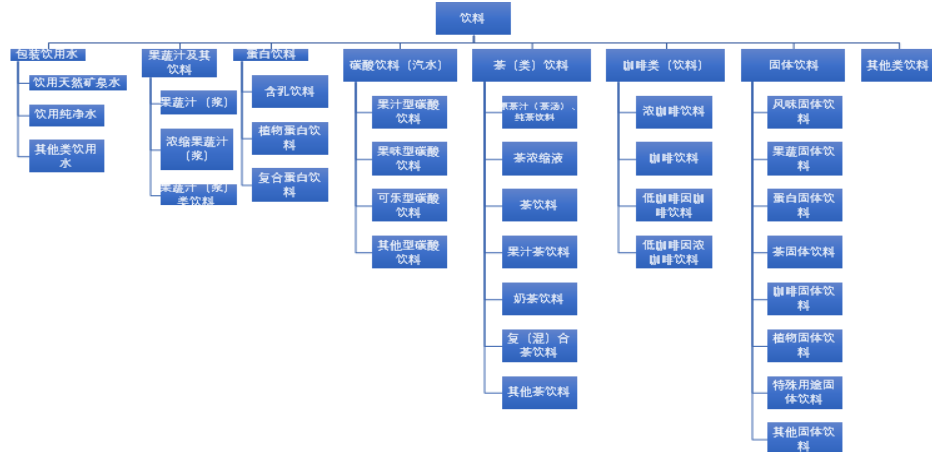 饮料
包装饮用水
饮用天然矿泉水
饮用纯净水
其他类饮用
水
果蔬汁及其
饮料
果蔬汁（浆）
浓缩果蔬汁
（浆）
果蔬汁（浆）
类饮料
蛋白饮料
含乳饮料
植物蛋白饮
料
复合蛋白饮
料
碳酸饮料（汽水）
果汁型碳酸
饮料
果味型碳酸
饮料
可乐型碳酸
饮料
其他型碳酸
饮料
茶（类）饮料
原茶汁（茶汤）、
纯茶饮料
茶浓缩液
茶饮料
果汁茶饮料
奶茶饮料
复（混）合
茶饮料
其他茶饮料
咖啡类（饮料）
浓咖啡饮料
咖啡饮料
低咖啡因咖
啡饮料
低咖啡因浓
咖啡饮料
固体饮料
风味固体饮
料
果蔬固体饮
料
蛋白固体饮
料
茶固体饮料
咖啡固体饮
料
植物固体饮
料
特殊用途固
体饮料
其他固体饮
料
其他类饮料